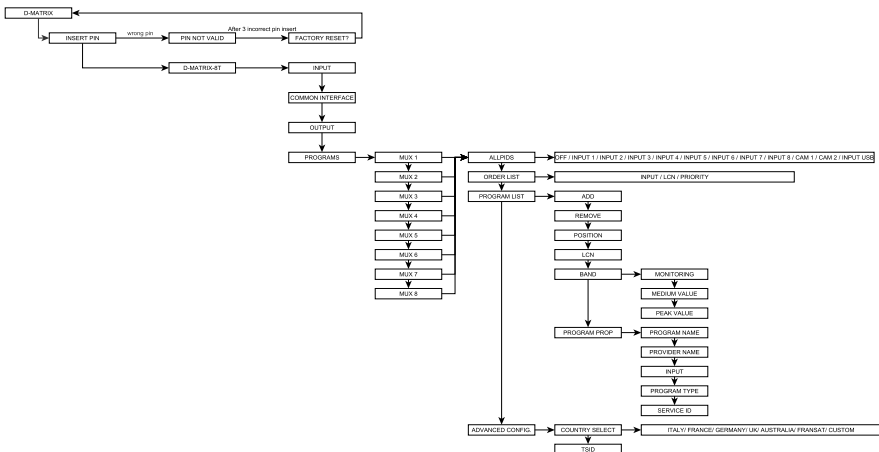 D-MATRIX
After 3 incorrect pin insert
INSERT PIN
wrong pin
PIN NOT VALID
FACTORY RESET?
D-MATRIX-8T
INPUT
COMMON INTERFACE
OUTPUT
PROGRAMS
MUX 1
MUX 2
MUX 3
MUX 4
MUX 5
MUX 6
MUX 7
MUX 8
ALLPIDS
OFF / INPUT 1 / INPUT 2 / INPUT 3 / INPUT 4 / INPUT 5 / INPUT 6 / INPUT 7 / INPUT 8 / CAM 1 / CAM 2 / INPUT USB
ORDER LIST
INPUT / LCN / PRIORITY
PROGRAM LIST
ADD
REMOVE
POSITION
LCN
BAND
MONITORING
MEDIUM VALUE
PEAK VALUE
PROGRAM PROP
PROGRAM NAME
PROVIDER NAME
INPUT
PROGRAM TYPE
SERVICE ID
ADVANCED CONFIG.
COUNTRY SELECT
ITALY/ FRANCE/ GERMANY/ UK/ AUSTRALIA/ FRANSAT/ CUSTOM
TSID